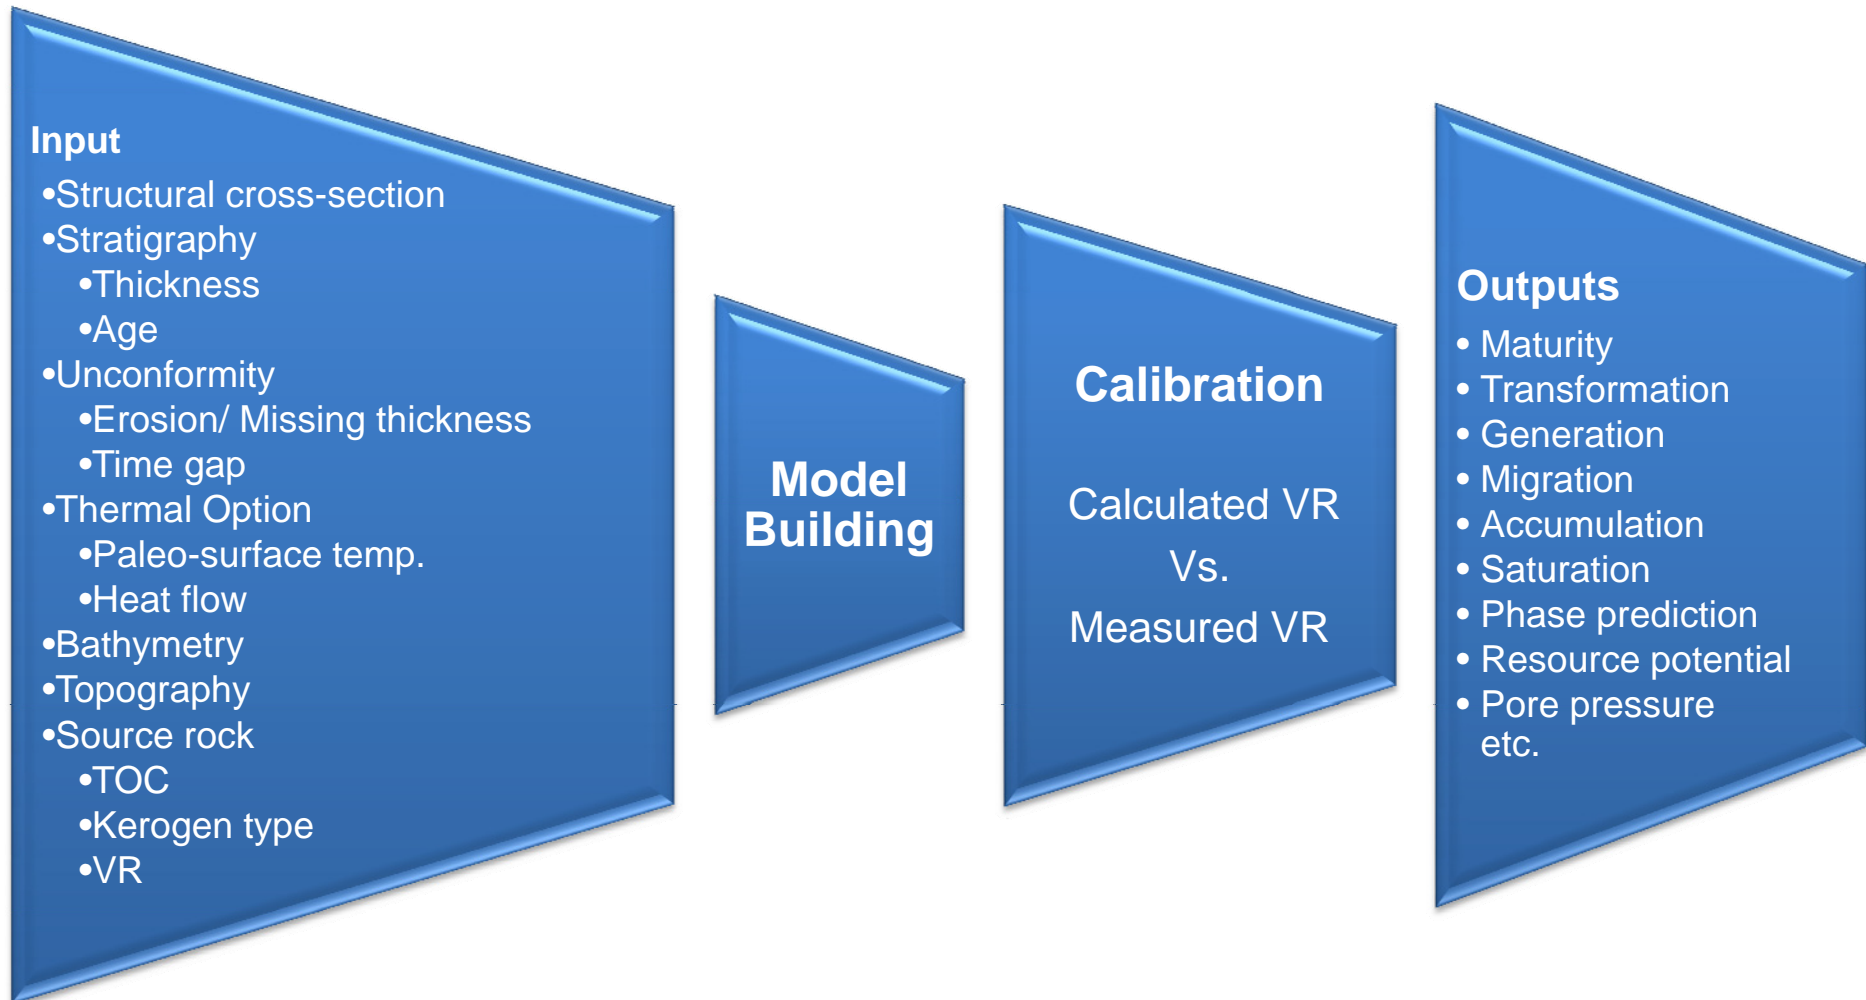 Input
•Structural cross-section
•Stratigraphy
•Thickness
•Age
•Unconformity
•Erosion/ Missing thickness
•Time gap
•Thermal Option
•Paleo-surface temp.
•Heat flow
•Bathymetry
•Topography
•Source rock
•TOC
•Kerogen type
•VR
Model
Building
Calibration
Calculated VR
Vs.
Measured VR
Outputs
• Maturity
• Transformation
• Generation
• Migration
• Accumulation
• Saturation
• Phase prediction
• Resource potential
• Pore pressure
etc.